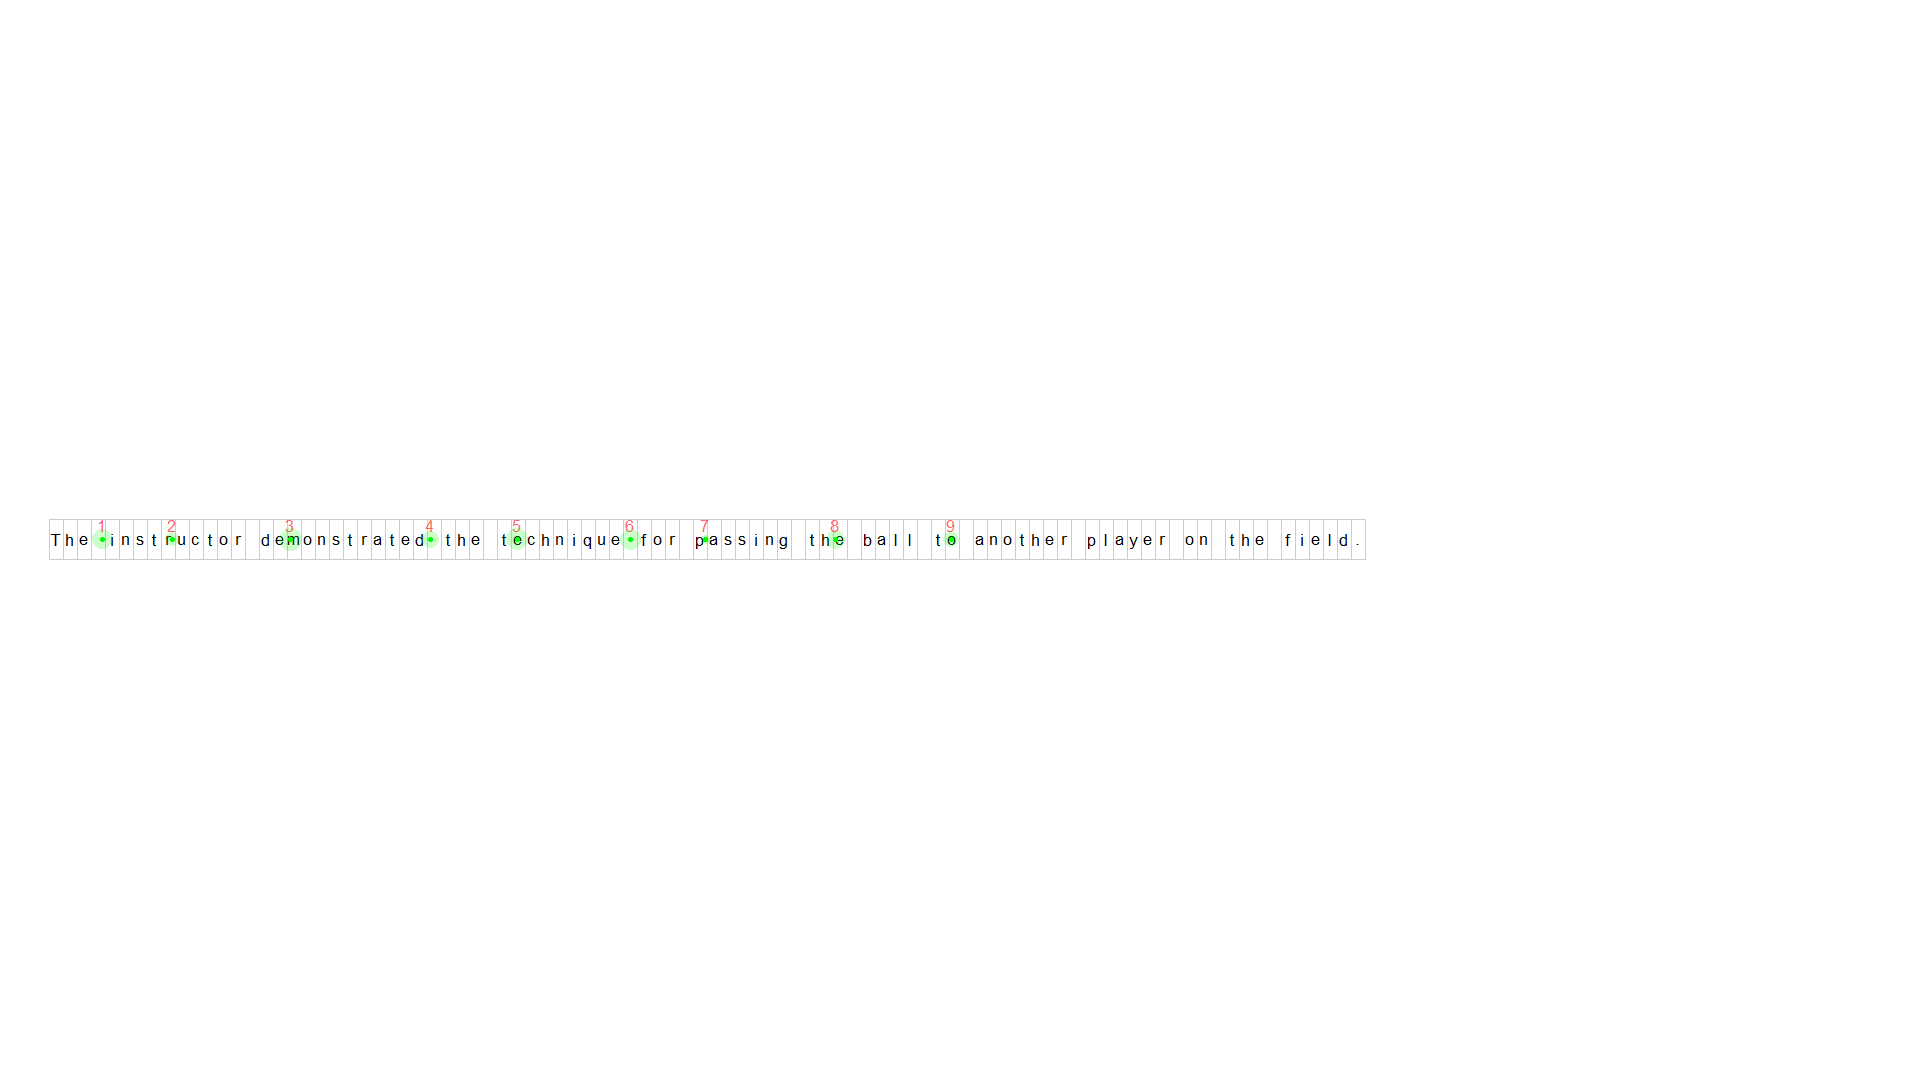 1 2 3 4 5 6 7 8 9
The instructor demonstrated the technique for passing the ball to another player on the field.